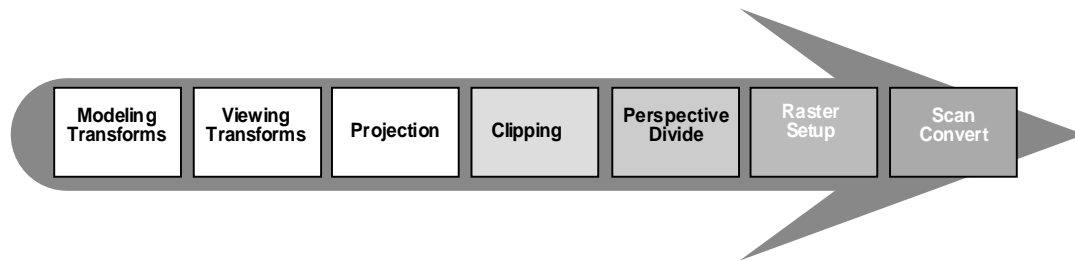 Modeling
Transforms
Viewing
Transforms
Projection
Clipping
Perspective
Divide
Raster
Setup
Scan
Convert